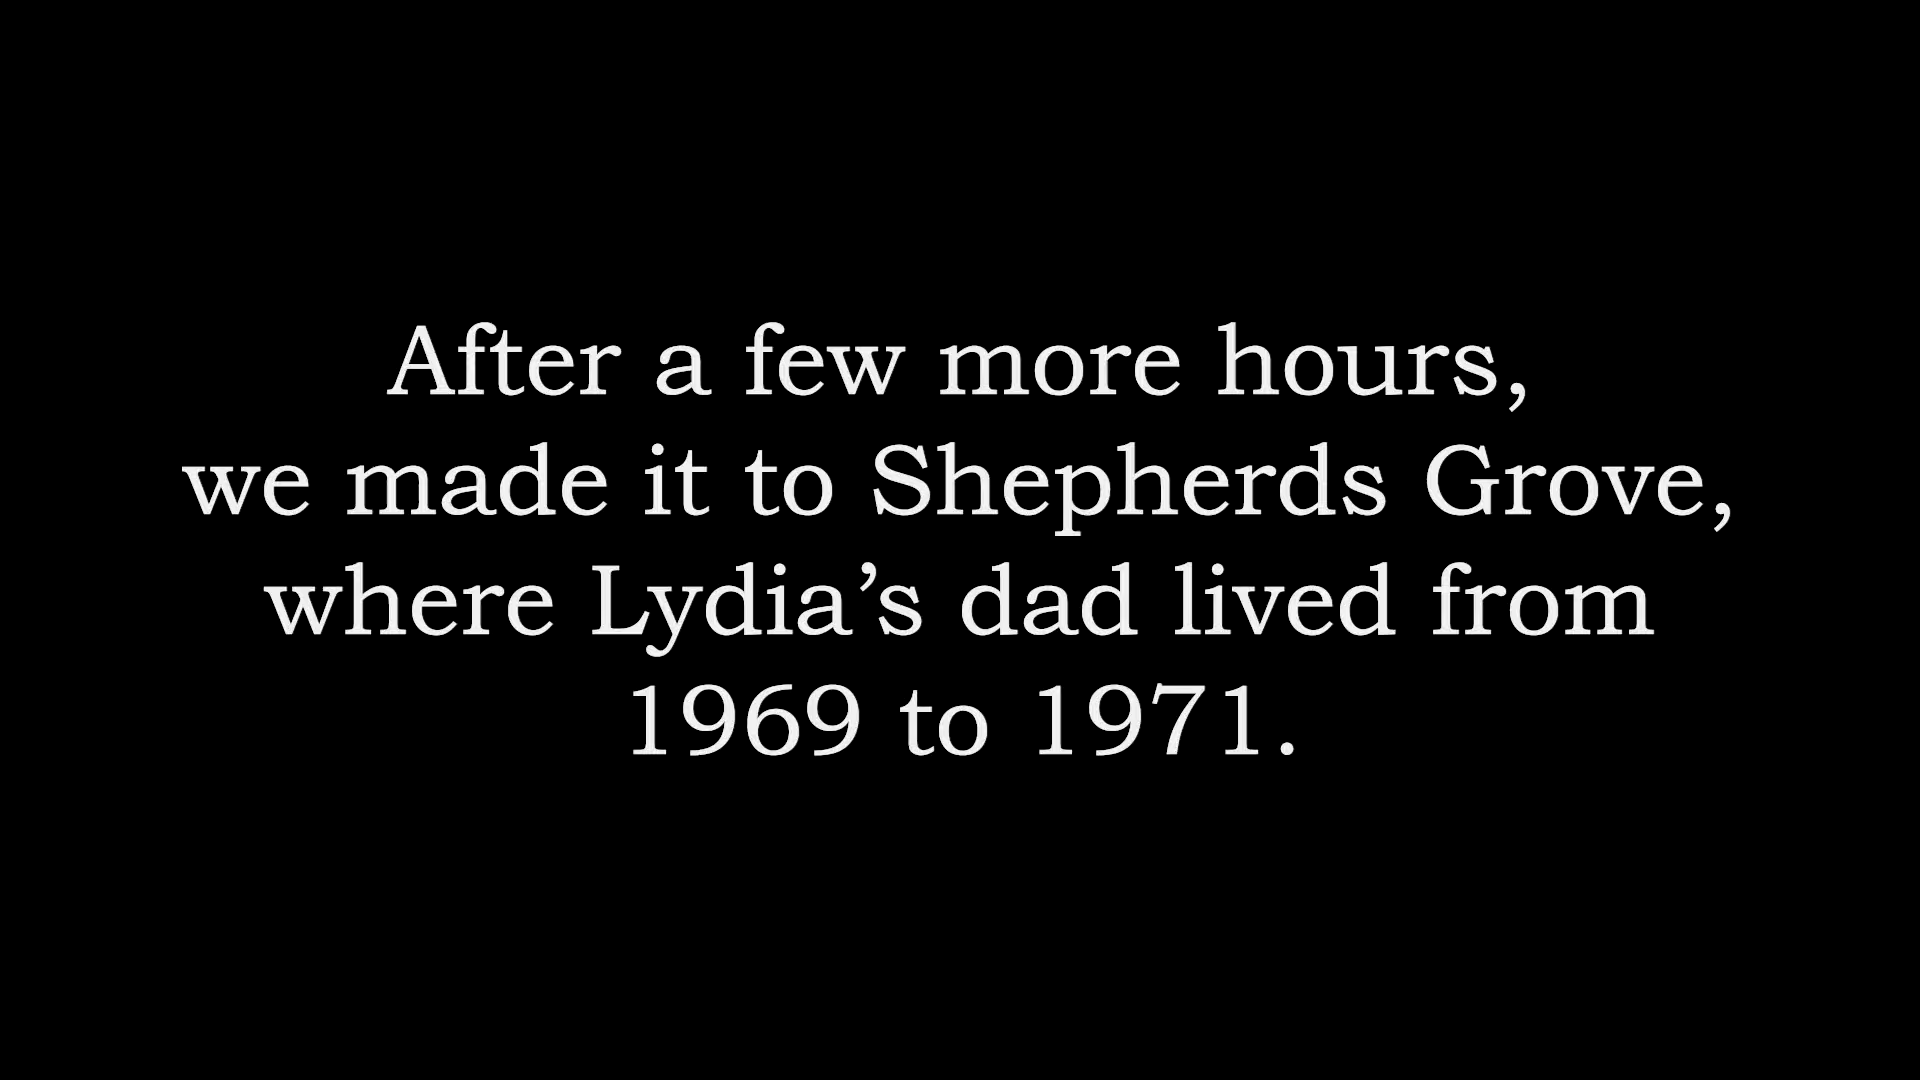 After a few more hours,
we made it to Shepherds Grove,
where Lydia’s dad lived from
1969 to 1971.